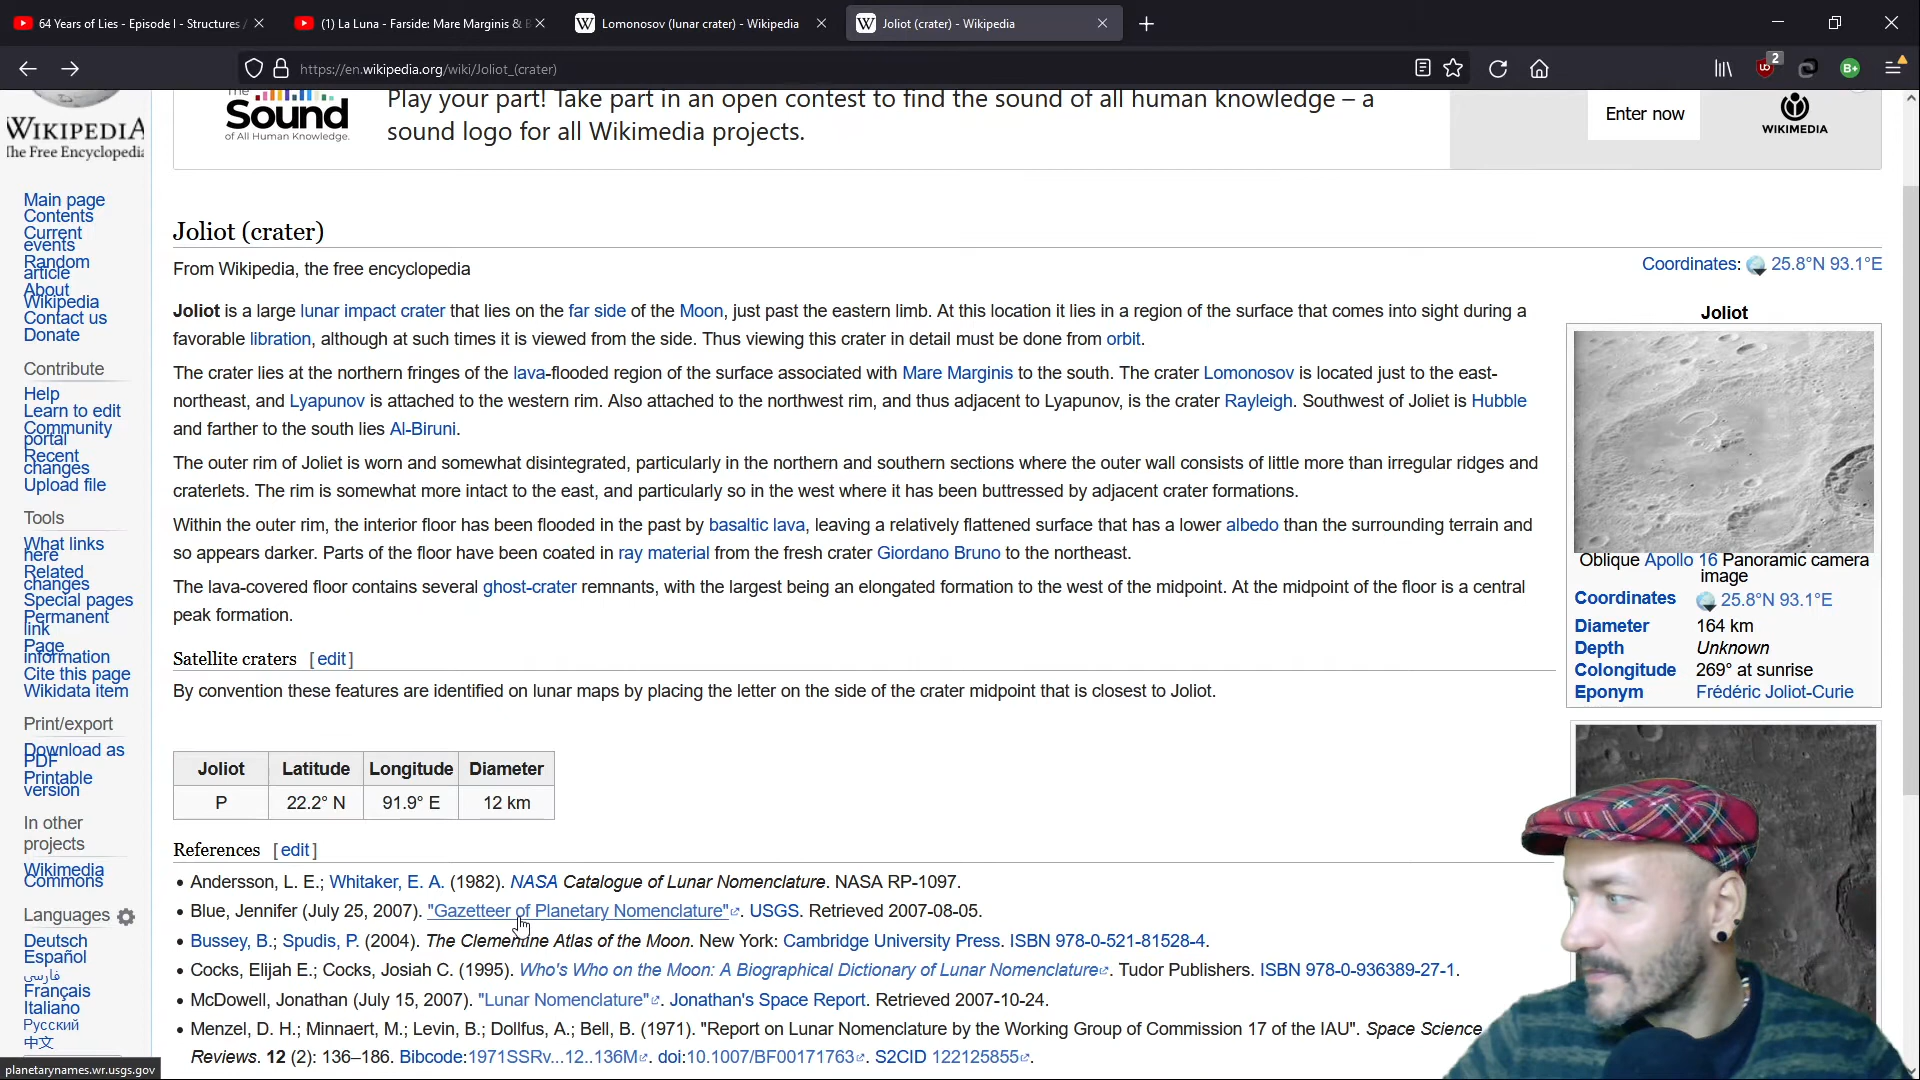 64 Years of Lies - Episode I - Structures
(1) La Luna - Farside: Mare Marginis &
Lomonosov (lunar crater) - Wikipedia
Joliot (crater) - Wikipedia
https://en.wikipedia.org/wiki/Joliot_(crater)
2
B+
The
Sound
of All Human Knowledge.
Play your part! Take part in an open contest to find the sound of all human knowledge – a
sound logo for all Wikimedia projects.
Enter now
WIKIMEDIA
WIKIPEDIA
The Free Encyclopedia
Main page
Contents
Current
events
Random
article
About
Wikipedia
Contact us
Donate
Contribute
Help
Learn to edit
Community
portal
Recent
changes
Upload file
Tools
What links
here
Related
changes
Special pages
Permanent
link
Page
information
Cite this page
Wikidata item
Print/export
Download as
PDF
Printable
version
In other
projects
Wikimedia
Commons
Languages
Deutsch
Español
فارسی
Français
Italiano
Русский
中文
planetarynames.wr.usgs.gov
Joliot (crater)
From Wikipedia, the free encyclopedia
Coordinates: 25.8°N 93.1°E
Joliot is a large lunar impact crater that lies on the far side of the Moon, just past the eastern limb. At this location it lies in a region of the surface that comes into sight during a
favorable libration, although at such times it is viewed from the side. Thus viewing this crater in detail must be done from orbit.
The crater lies at the northern fringes of the lava-flooded region of the surface associated with Mare Marginis to the south. The crater Lomonosov is located just to the east-
northeast, and Lyapunov is attached to the western rim. Also attached to the northwest rim, and thus adjacent to Lyapunov, is the crater Rayleigh. Southwest of Joliet is Hubble
and farther to the south lies Al-Biruni.
The outer rim of Joliet is worn and somewhat disintegrated, particularly in the northern and southern sections where the outer wall consists of little more than irregular ridges and
craterlets. The rim is somewhat more intact to the east, and particularly so in the west where it has been buttressed by adjacent crater formations.
Within the outer rim, the interior floor has been flooded in the past by basaltic lava, leaving a relatively flattened surface that has a lower albedo than the surrounding terrain and
so appears darker. Parts of the floor have been coated in ray material from the fresh crater Giordano Bruno to the northeast.
The lava-covered floor contains several ghost-crater remnants, with the largest being an elongated formation to the west of the midpoint. At the midpoint of the floor is a central
peak formation.
Satellite craters [ edit ]
By convention these features are identified on lunar maps by placing the letter on the side of the crater midpoint that is closest to Joliot.
Joliot Latitude Longitude Diameter
P 22.2° N 91.9° E 12 km
References [ edit ]
• Andersson, L. E.; Whitaker, E. A. (1982). NASA Catalogue of Lunar Nomenclature. NASA RP-1097.
• Blue, Jennifer (July 25, 2007). "Gazetteer of Planetary Nomenclature". USGS. Retrieved 2007-08-05.
• Bussey, B.; Spudis, P. (2004). The Clementine Atlas of the Moon. New York: Cambridge University Press. ISBN 978-0-521-81528-4.
• Cocks, Elijah E.; Cocks, Josiah C. (1995). Who's Who on the Moon: A Biographical Dictionary of Lunar Nomenclature. Tudor Publishers. ISBN 978-0-936389-27-1.
• McDowell, Jonathan (July 15, 2007). "Lunar Nomenclature". Jonathan's Space Report. Retrieved 2007-10-24.
• Menzel, D. H.; Minnaert, M.; Levin, B.; Dollfus, A.; Bell, B. (1971). "Report on Lunar Nomenclature by the Working Group of Commission 17 of the IAU". Space Science
Reviews. 12 (2): 136–186. Bibcode:1971SSRv...12..136M. doi:10.1007/BF00171763. S2CID 122125855.
Joliot
Oblique Apollo 16 Panoramic camera
image
Coordinates 25.8°N 93.1°E
Diameter 164 km
Depth Unknown
Colongitude 269° at sunrise
Eponym Frédéric Joliot-Curie